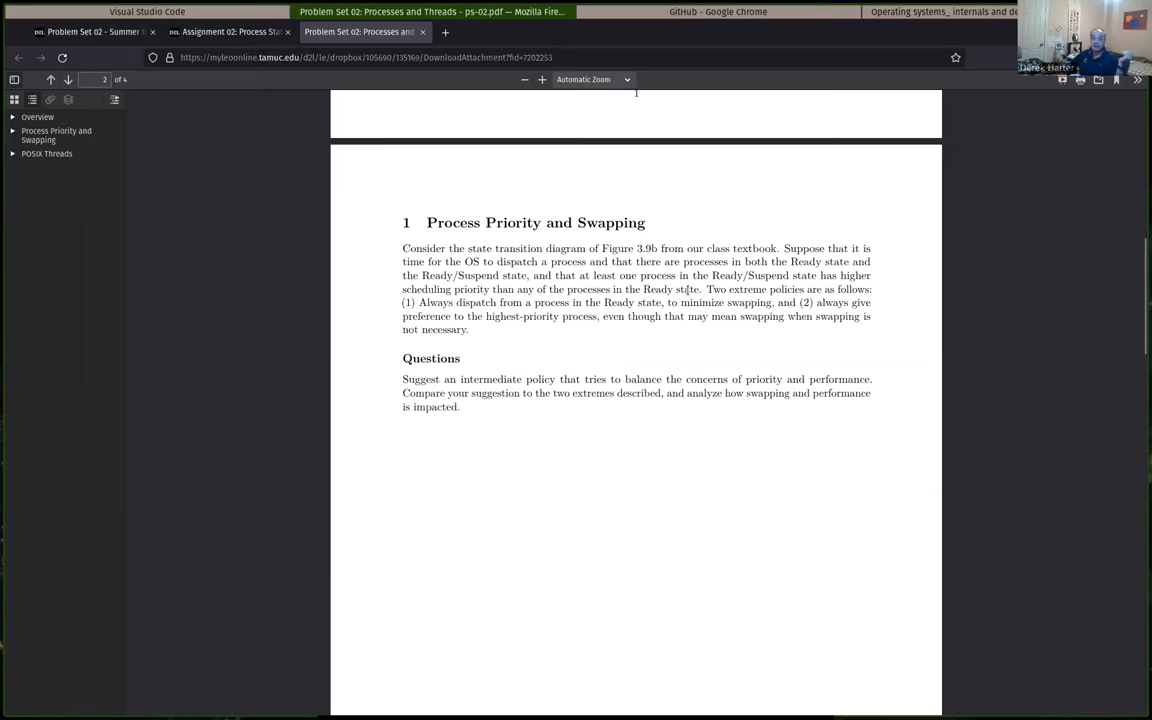 Visual Studio Code
Problem Set 02: Processes and Threads - ps-02.pdf — Mozilla Fire...
GitHub - Google Chrome
Operating systems_ internals and de
Problem Set 02 - Summer I
Assignment 02: Process Sta
Problem Set 02: Processes and
https://myleoonline.tamuc.edu/d2l/le/dropbox/105690/135169/DownloadAttachment?fid=7202253
Derek Harter
2 of 4
Automatic Zoom
1
Overview
Process Priority and
Swapping
POSIX Threads
1 Process Priority and Swapping
Consider the state transition diagram of Figure 3.9b from our class textbook. Suppose that it is
time for the OS to dispatch a process and that there are processes in both the Ready state and
the Ready/Suspend state, and that at least one process in the Ready/Suspend state has higher
scheduling priority than any of the processes in the Ready state. Two extreme policies are as follows:
(1) Always dispatch from a process in the Ready state, to minimize swapping, and (2) always give
preference to the highest-priority process, even though that may mean swapping when swapping is
not necessary.
Questions
Suggest an intermediate policy that tries to balance the concerns of priority and performance.
Compare your suggestion to the two extremes described, and analyze how swapping and performance
is impacted.